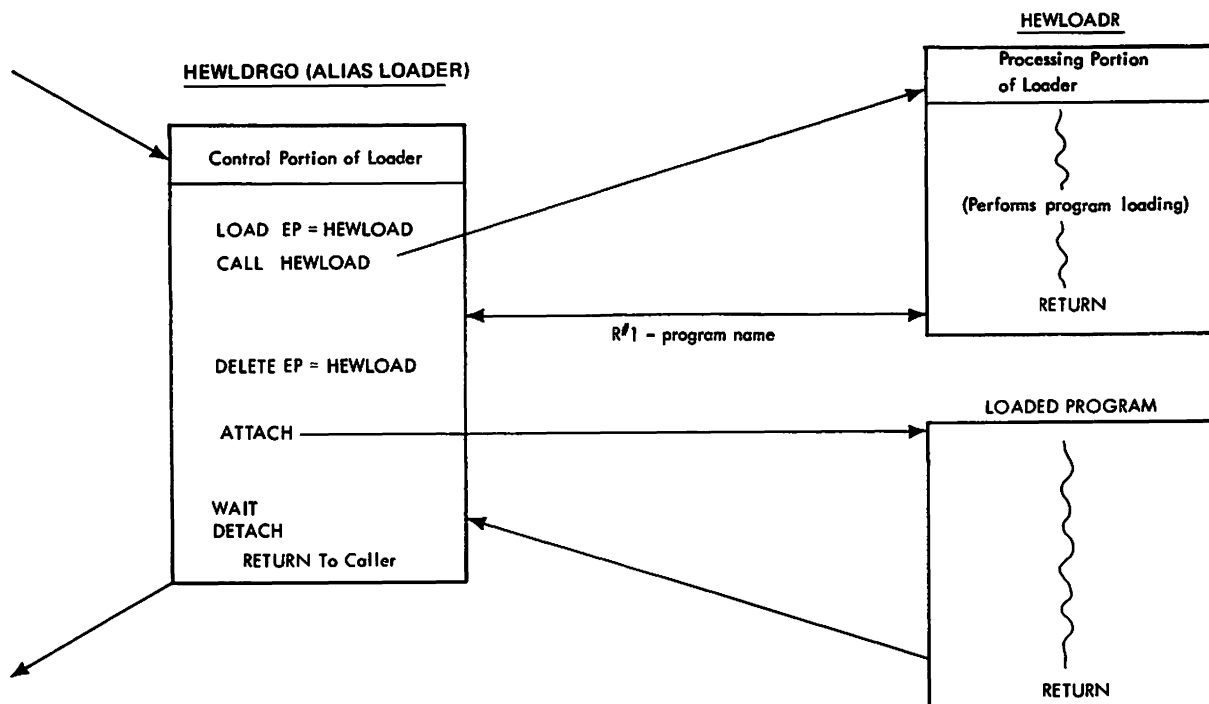 HEWLDRGO (ALIAS LOADER)
Control Portion of Loader
LOAD EP = HEWLOAD
CALL HEWLOAD
DELETE EP = HEWLOAD
ATTACH
WAIT
DETACH
RETURN To Caller
HEWLOADR
Processing Portion
of Loader
(Performs program loading)
RETURN
R#1 – program name
LOADED PROGRAM
RETURN